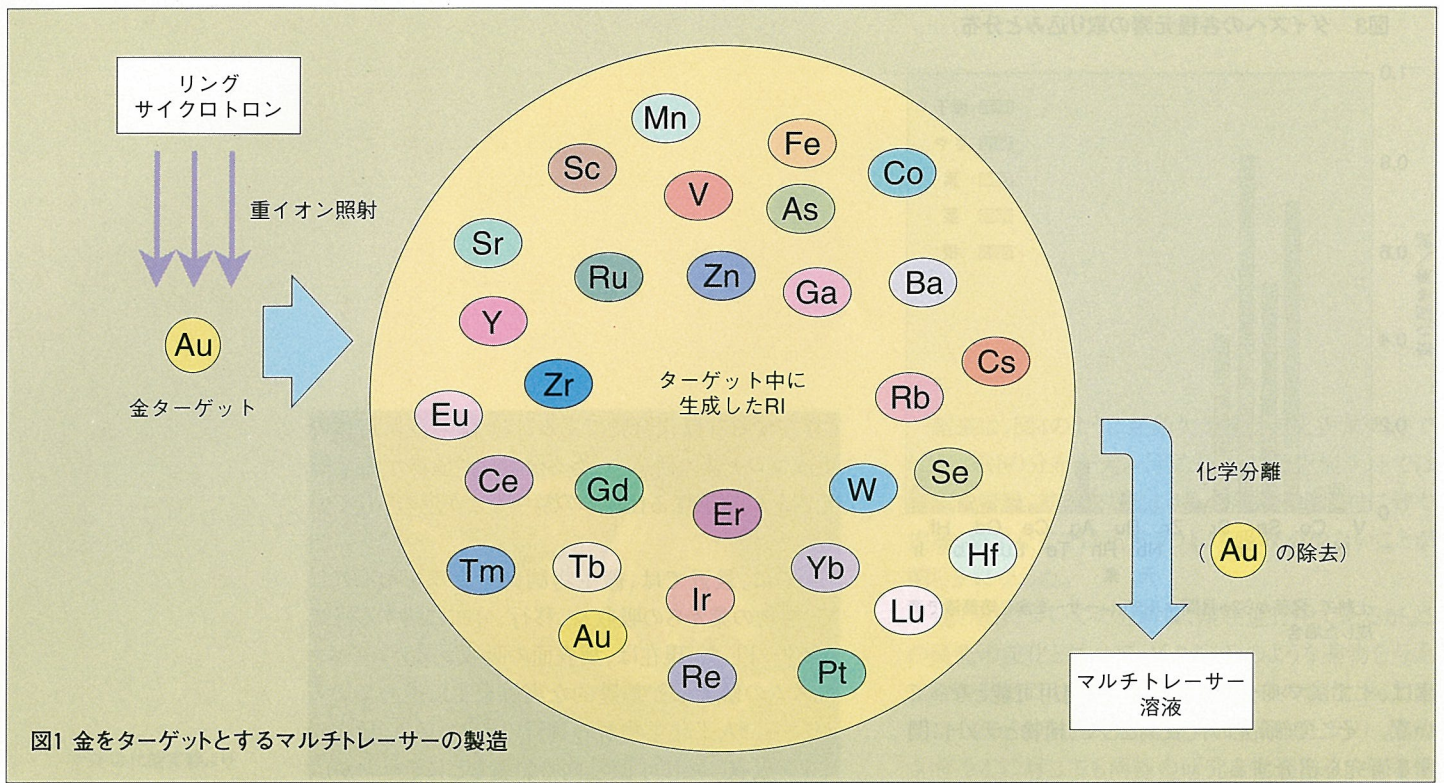 リング
サイクロトロン
重イオン照射
Au
金ターゲット
Mn
Fe
Sc
Co
V
As
Sr
Ru
Zn
Ga
Ba
Y
Cs
Zr
ターゲット中に
生成したRI
Rb
Eu
Ce
Gd
Er
W
Se
Tm
Tb
Ir
Yb
Hf
Lu
Au
Re
Pt
化学分離
（Auの除去）
マルチトレーサー
溶液
図1 金をターゲットとするマルチトレーサーの製造